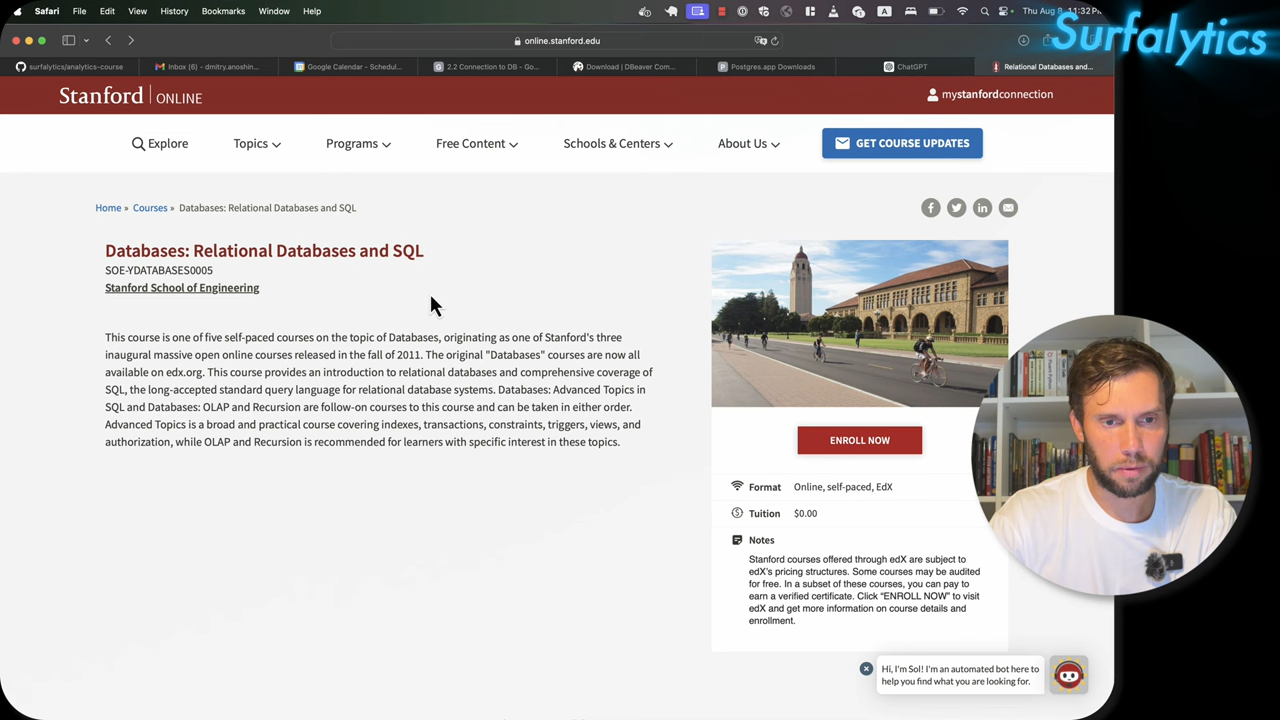 Safari File Edit View History Bookmarks Window Help
A
Thu Aug 8 11:32 P
Surfalytics
online.stanford.edu
surfalytics/analytics-course
Inbox (6) – dmitry.anoshin...
Google Calendar - Schedul...
2.2 Connection to DB - Go...
Download | DBeaver Com...
Postgres.app Downloads
ChatGPT
Relational Databases and...
Stanford | ONLINE
mystanfordconnection
Explore
Topics
Programs
Free Content
Schools & Centers
About Us
GET COURSE UPDATES
Home » Courses » Databases: Relational Databases and SQL
Databases: Relational Databases and SQL
SOE-YDATABASES0005
Stanford School of Engineering
This course is one of five self-paced courses on the topic of Databases, originating as one of Stanford's three
inaugural massive open online courses released in the fall of 2011. The original "Databases" courses are now all
available on edx.org. This course provides an introduction to relational databases and comprehensive coverage of
SQL, the long-accepted standard query language for relational database systems. Databases: Advanced Topics in
SQL and Databases: OLAP and Recursion are follow-on courses to this course and can be taken in either order.
Advanced Topics is a broad and practical course covering indexes, transactions, constraints, triggers, views, and
authorization, while OLAP and Recursion is recommended for learners with specific interest in these topics.
ENROLL NOW
Format Online, self-paced, EdX
Tuition $0.00
Notes
Stanford courses offered through edX are subject to
edX's pricing structures. Some courses may be audited
for free. In a subset of these courses, you can pay to
earn a verified certificate. Click "ENROLL NOW" to visit
edX and get more information on course details and
enrollment.
Hi, I'm Sol! I'm an automated bot here to
help you find what you are looking for.